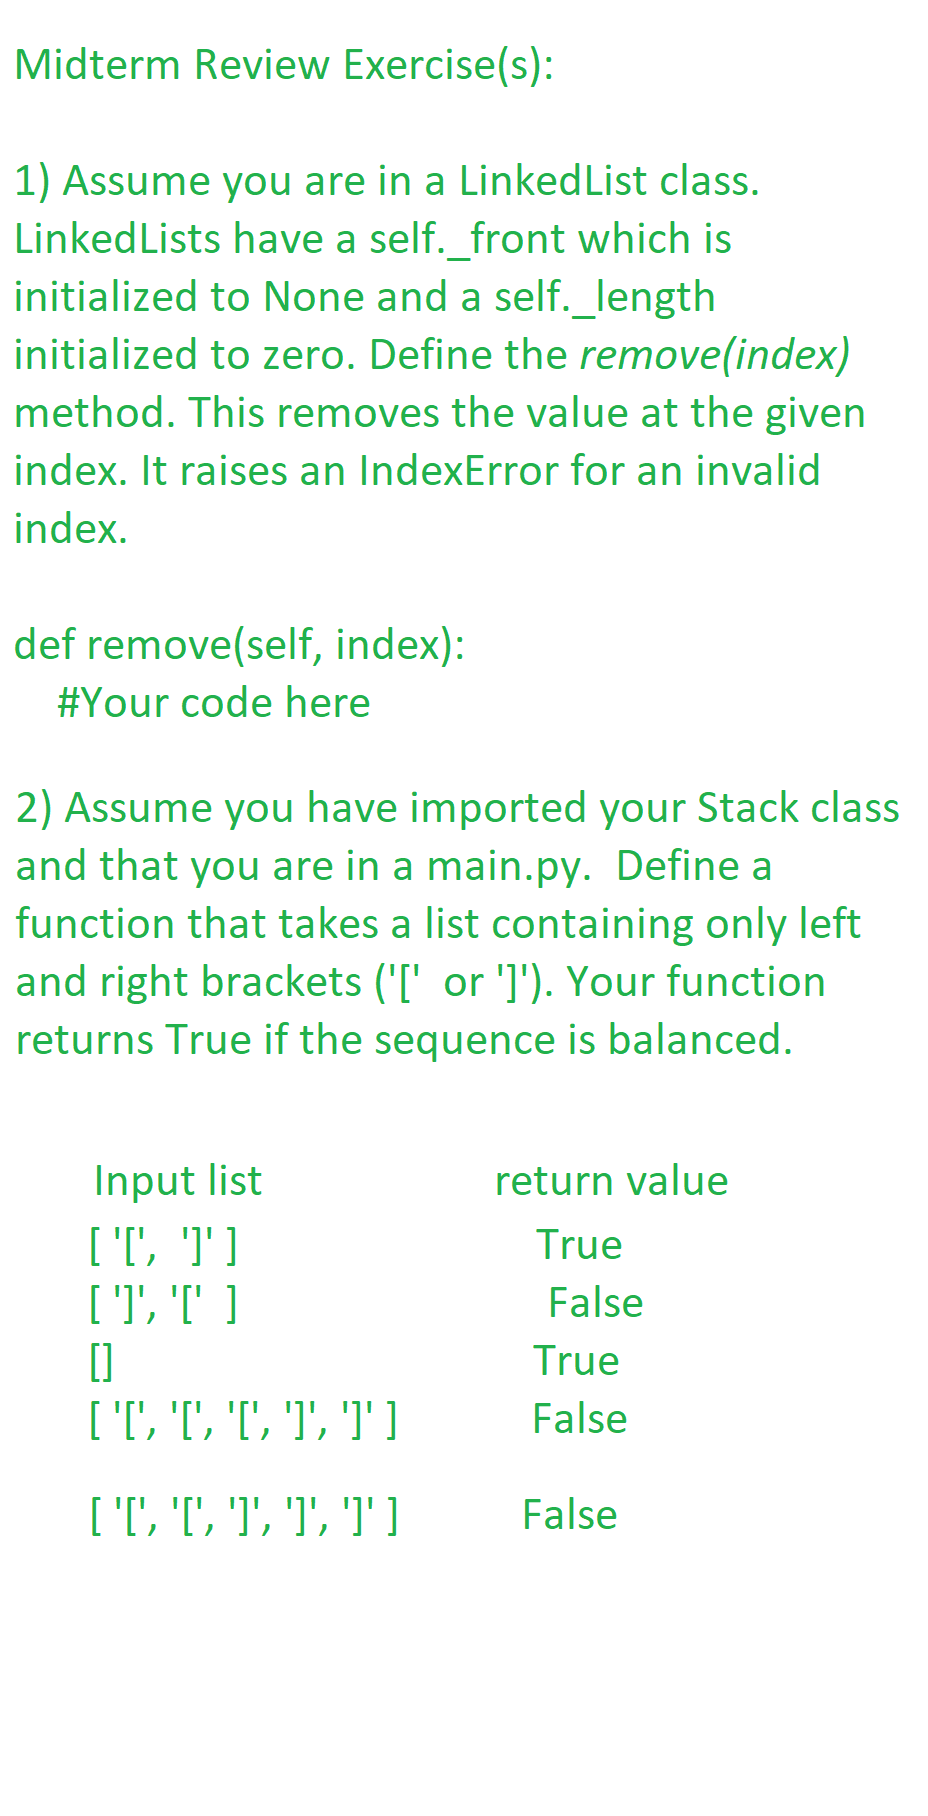 Midterm Review Exercise(s):
1) Assume you are in a LinkedList class.
LinkedLists have a self._front which is
initialized to None and a self._length
initialized to zero. Define the remove(index)
method. This removes the value at the given
index. It raises an IndexError for an invalid
index.
def remove(self, index):
#Your code here
2) Assume you have imported your Stack class
and that you are in a main.py.  Define a
function that takes a list containing only left
and right brackets ('['  or ']'). Your function
returns True if the sequence is balanced.
Input list return value
[ '[',  ']' ] True
[ ']', '['  ] False
[] True
[ '[', '[', '[', ']', ']' ] False
[ '[', '[', ']', ']', ']' ] False